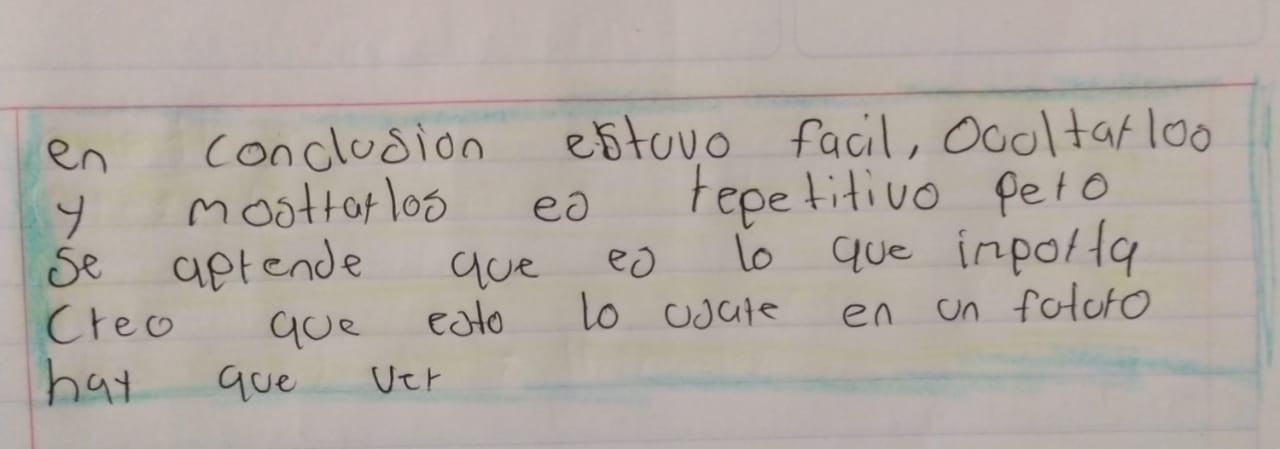 en conclusion estuvo facil, Ocultarlos
y mostrarlos es repetitivo pero
se aprende que es lo que inporta
Creo que esto lo usare en un futuro
hay que ver